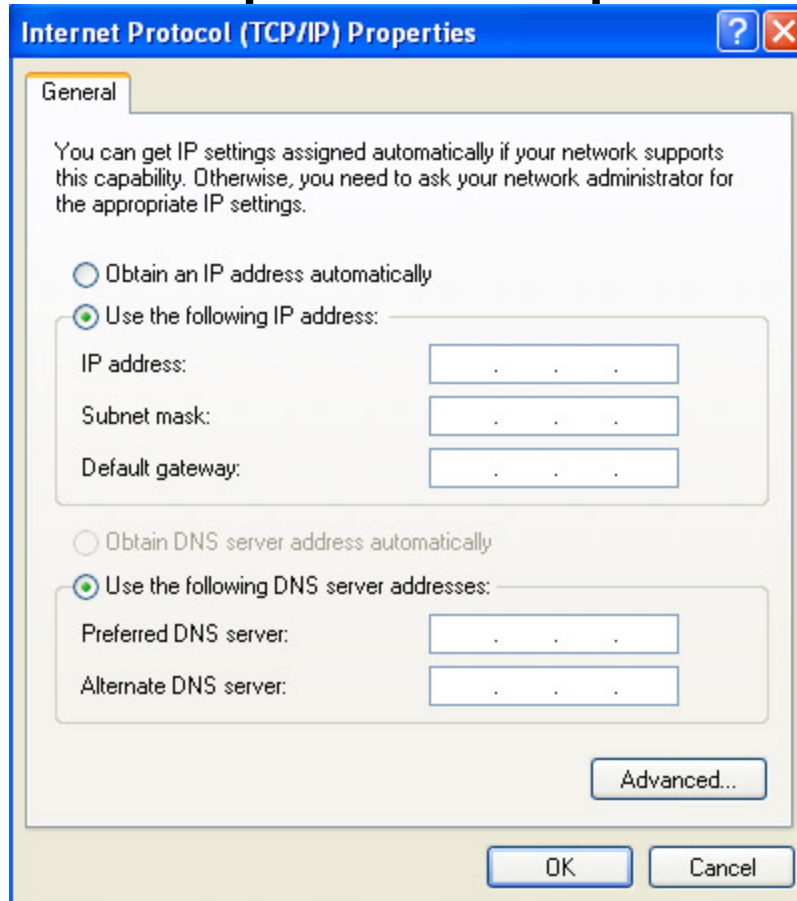 Internet Protocol (TCP/IP) Properties
General
You can get IP settings assigned automatically if your network supports
this capability. Otherwise, you need to ask your network administrator for
the appropriate IP settings.
Obtain an IP address automatically
Use the following IP address:
IP address:
Subnet mask:
Default gateway:
Obtain DNS server address automatically
Use the following DNS server addresses:
Preferred DNS server:
Alternate DNS server:
Advanced...
OK Cancel